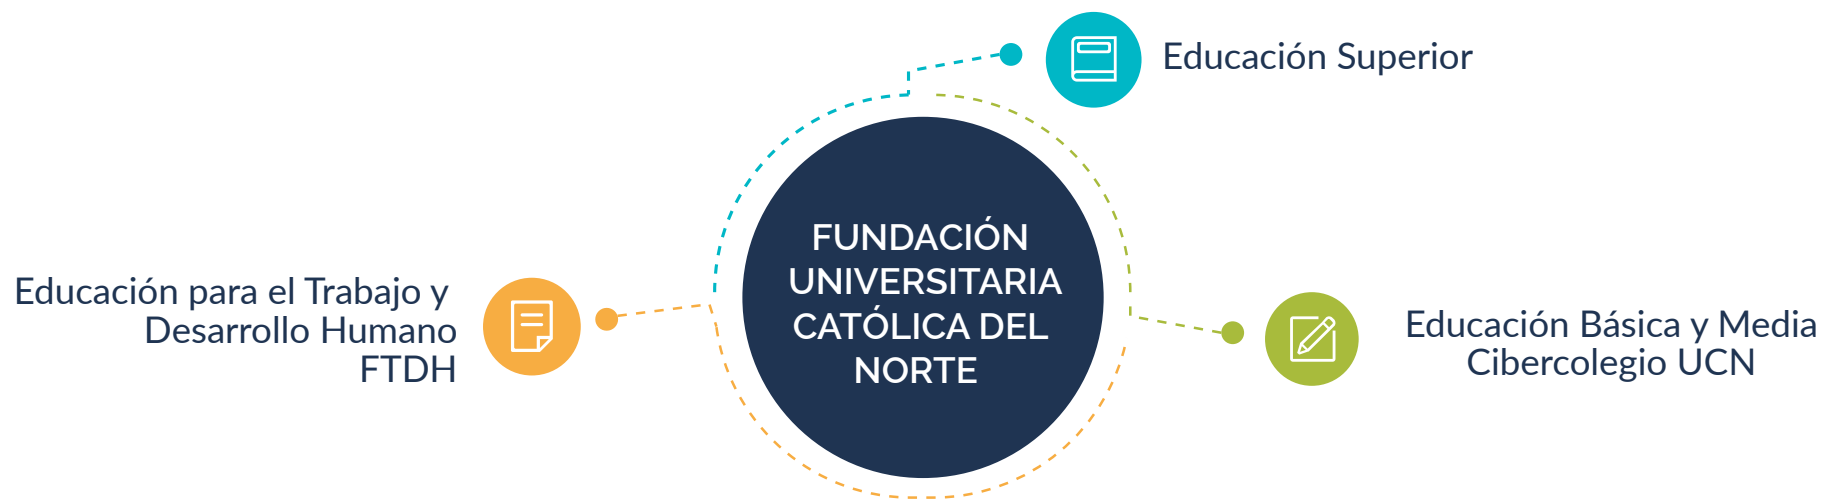 Educación Superior
FUNDACIÓN
UNIVERSITARIA
CATÓLICA DEL
NORTE
Educación para el Trabajo y
Desarrollo Humano
FTDH
Educación Básica y Media
Cibercolegio UCN